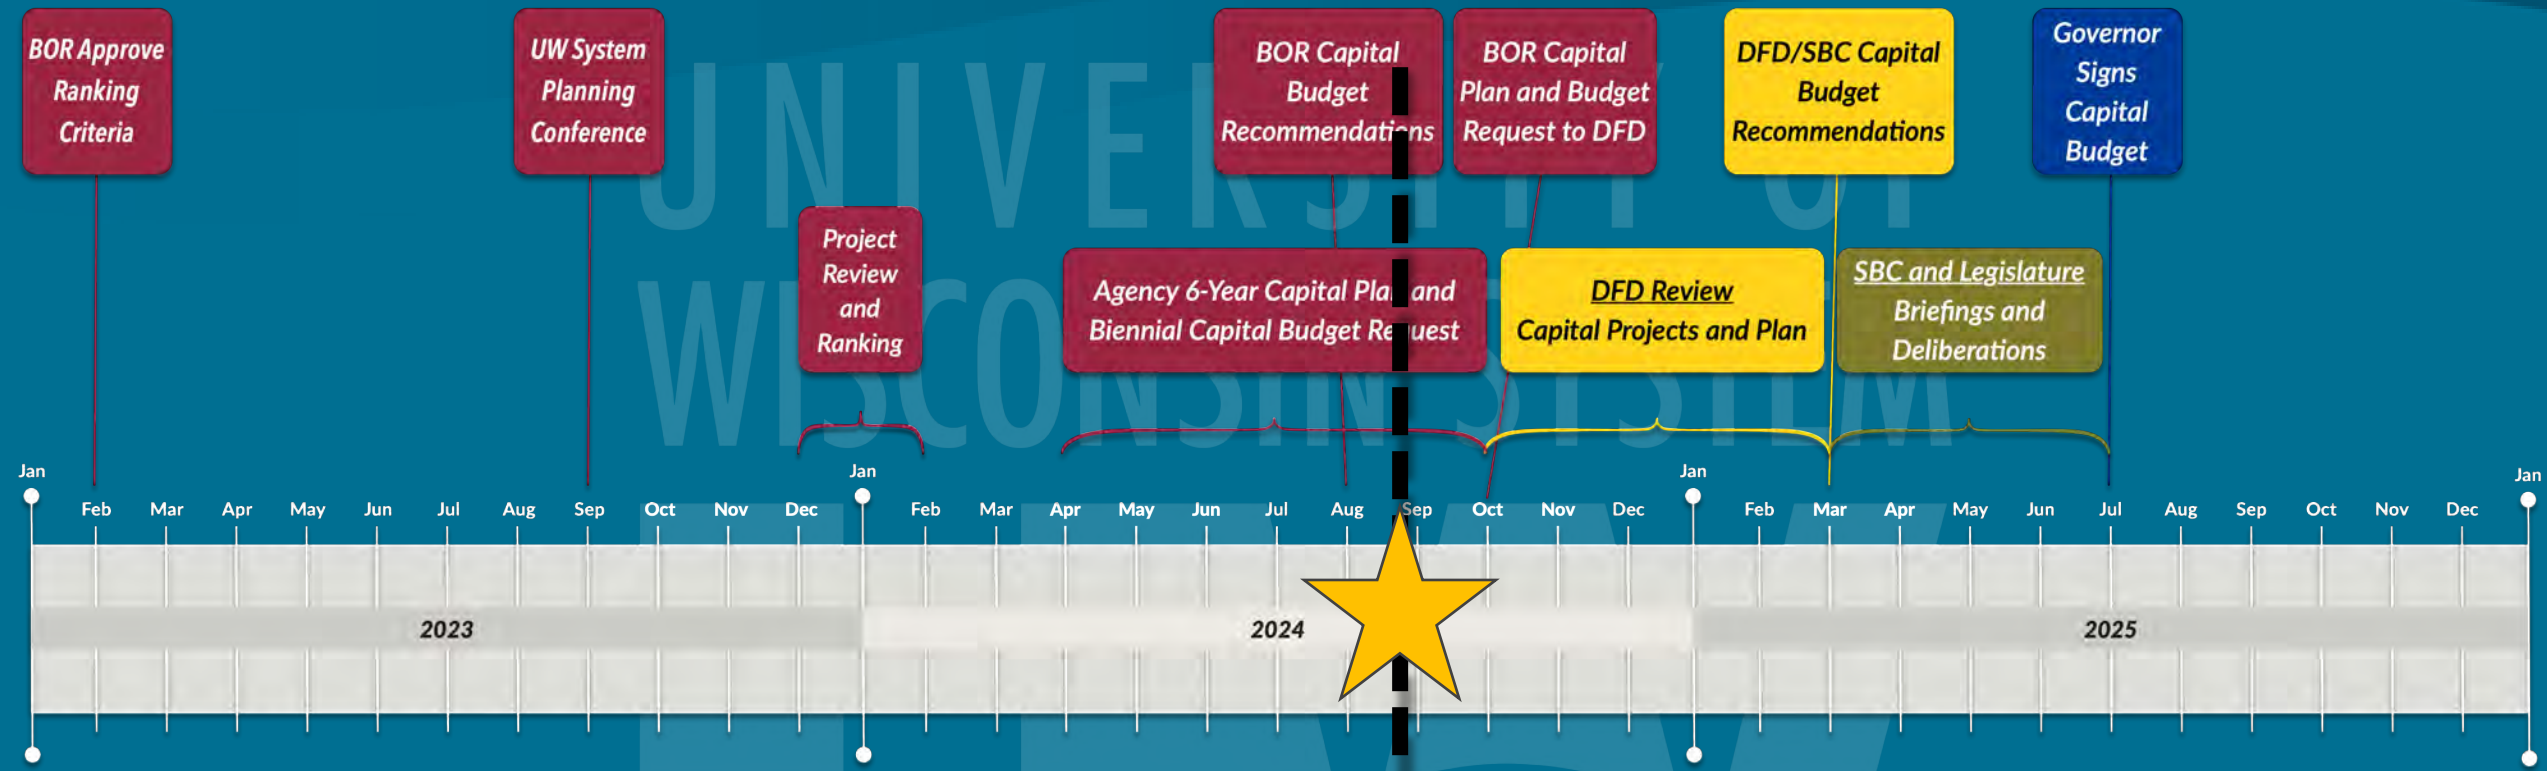 BOR Approve
Ranking
Criteria
UW System
Planning
Conference
BOR Capital
Budget
Recommendations
BOR Capital
Plan and Budget
Request to DFD
DFD/SBC Capital
Budget
Recommendations
Governor
Signs
Capital
Budget
Project
Review
and
Ranking
Agency 6-Year Capital Plan and
Biennial Capital Budget Request
DFD Review
Capital Projects and Plan
SBC and Legislature
Briefings and
Deliberations
UNIVERSITY OF
WISCONSIN SYSTEM
Jan Feb Mar Apr May Jun Jul Aug Sep Oct Nov Dec Jan Feb Mar Apr May Jun Jul Aug Sep Oct Nov Dec Jan Feb Mar Apr May Jun Jul Aug Sep Oct Nov Dec Jan
2023 2024 2025